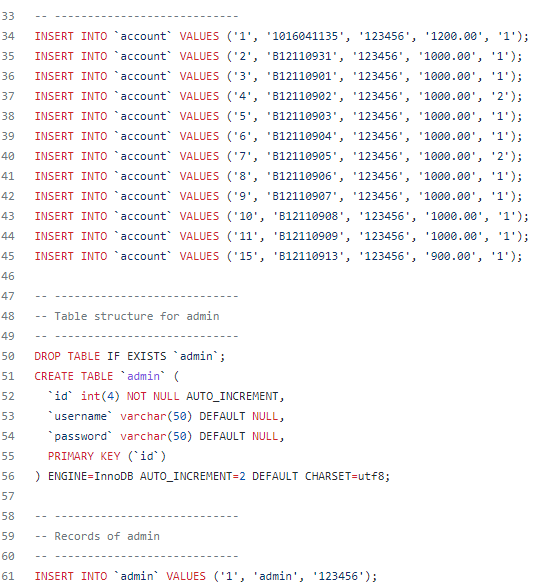 33 -- ----------------------------
34 INSERT INTO `account` VALUES ('1', '1016041135', '123456', '1200.00', '1');
35 INSERT INTO `account` VALUES ('2', 'B12110931', '123456', '1000.00', '1');
36 INSERT INTO `account` VALUES ('3', 'B12110901', '123456', '1000.00', '1');
37 INSERT INTO `account` VALUES ('4', 'B12110902', '123456', '1000.00', '2');
38 INSERT INTO `account` VALUES ('5', 'B12110903', '123456', '1000.00', '1');
39 INSERT INTO `account` VALUES ('6', 'B12110904', '123456', '1000.00', '1');
40 INSERT INTO `account` VALUES ('7', 'B12110905', '123456', '1000.00', '2');
41 INSERT INTO `account` VALUES ('8', 'B12110906', '123456', '1000.00', '1');
42 INSERT INTO `account` VALUES ('9', 'B12110907', '123456', '1000.00', '1');
43 INSERT INTO `account` VALUES ('10', 'B12110908', '123456', '1000.00', '1');
44 INSERT INTO `account` VALUES ('11', 'B12110909', '123456', '1000.00', '1');
45 INSERT INTO `account` VALUES ('15', 'B12110913', '123456', '900.00', '1');
46
47 -- ----------------------------
48 -- Table structure for admin
49 -- ----------------------------
50 DROP TABLE IF EXISTS `admin`;
51 CREATE TABLE `admin` (
52   `id` int(4) NOT NULL AUTO_INCREMENT,
53   `username` varchar(50) DEFAULT NULL,
54   `password` varchar(50) DEFAULT NULL,
55   PRIMARY KEY (`id`)
56 ) ENGINE=InnoDB AUTO_INCREMENT=2 DEFAULT CHARSET=utf8;
57
58 -- ----------------------------
59 -- Records of admin
60 -- ----------------------------
61 INSERT INTO `admin` VALUES ('1', 'admin', '123456');